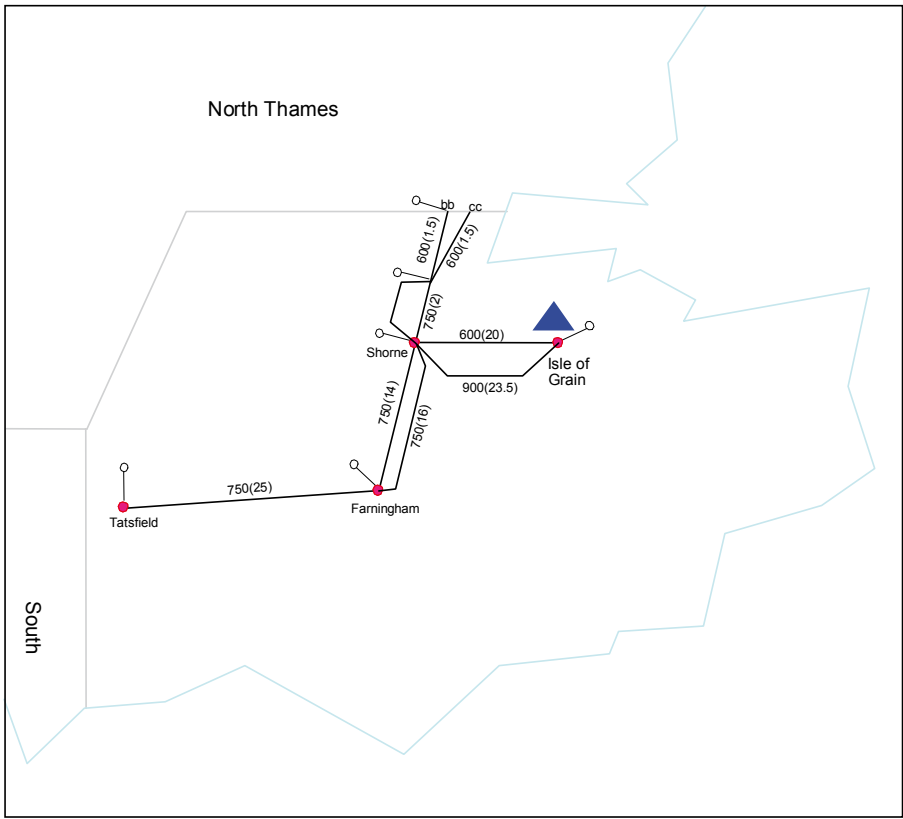 North Thames
bb
cc
600(1.5)
600(1.5)
750(2)
600(20)
Shorne
Isle of
Grain
900(23.5)
750(14)
750(16)
750(25)
Farningham
Tatsfield
South